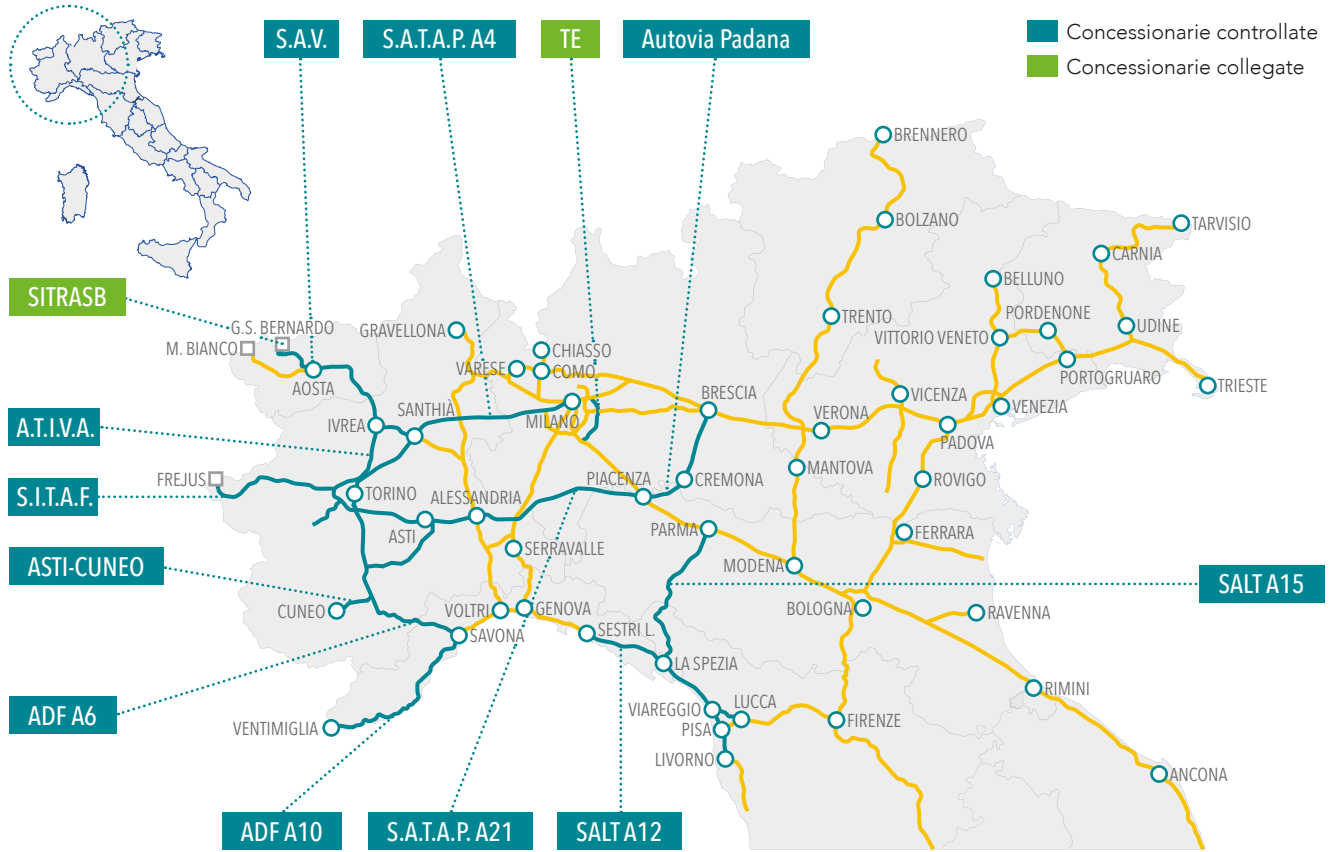 S.A.V.
S.A.T.A.P. A4
TE
Autovia Padana
Concessionarie controllate
Concessionarie collegate
BRENNERO
BOLZANO
TARVISIO
CARNIA
BELLUNO
SITRASB
PORDENONE
G.S. BERNARDO
GRAVELLONA
TRENTO
UDINE
VITTORIO VENETO
M. BIANCO
CHIASSO
VARESE
COMO
PORTOGRUARO
AOSTA
BRESCIA
TRIESTE
VICENZA
SANTHIÀ
VENEZIA
A.T.I.V.A.
IVREA
MILANO
VERONA
PADOVA
MANTOVA
FREJUS
PIACENZA
CREMONA
ROVIGO
S.I.T.A.F.
TORINO
ALESSANDRIA
PARMA
ASTI
FERRARA
SERRAVALLE
ASTI-CUNEO
MODENA
SALT A15
CUNEO
VOLTRI
GENOVA
BOLOGNA
RAVENNA
SAVONA
SESTRI L.
LA SPEZIA
RIMINI
ADF A6
VIAREGGIO
LUCCA
VENTIMIGLIA
PISA
FIRENZE
LIVORNO
ANCONA
ADF A10
S.A.T.A.P. A21
SALT A12